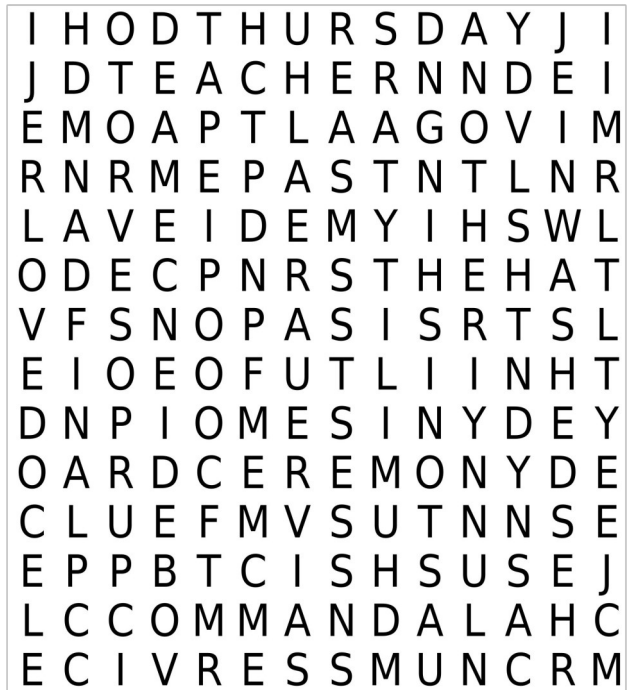 I H O D T H U R S D A Y J I
J D T E A C H E R N N D E I
E M O A P T L A A G O V I M
R N R M E P A S T N T L N R
L A V E I D E M Y I H S W L
O D E C P N R S T H E H A T
V F S N O P A S I S R T S L
E I O E O F U T L I I N H T
D N P I O M E S I N Y D E Y
O A R D C E R E M O N Y D E
C L U E F M V S U T N N S E
E P P B T C I S H S U S E J
L C C O M M A N D A L A H C
E C I V R E S S M U N C R M